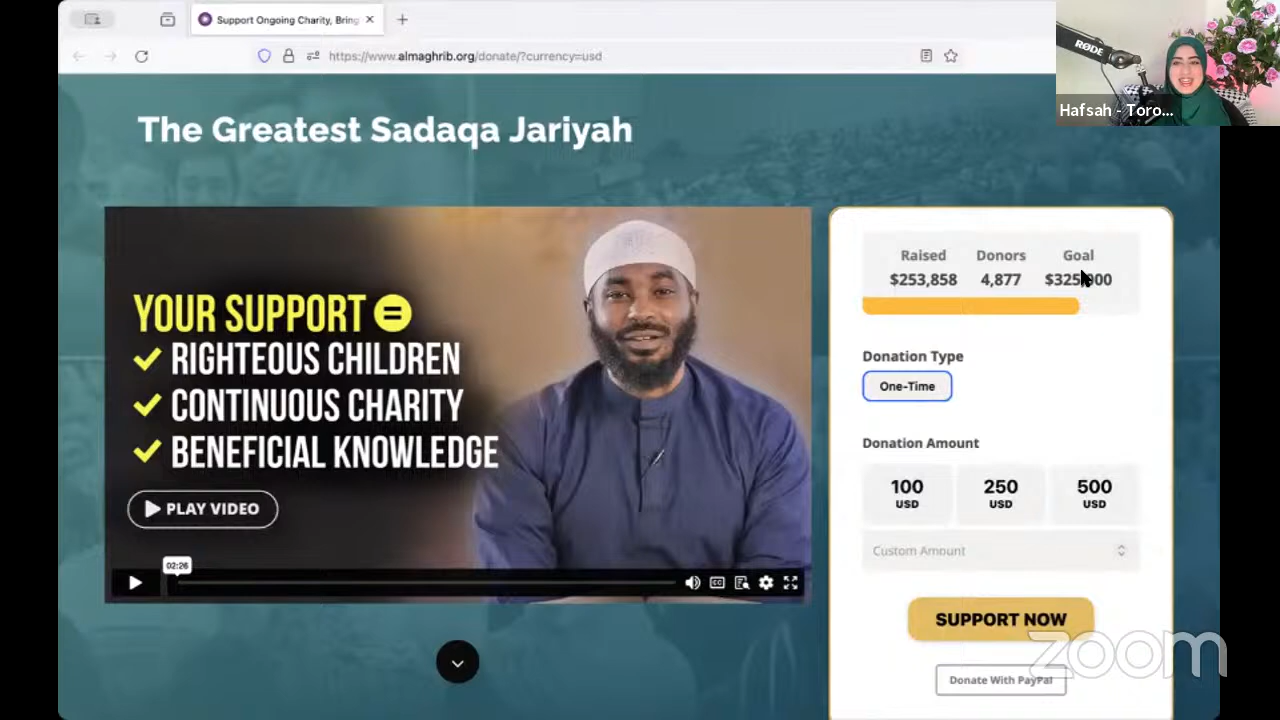 Support Ongoing Charity, Bring
https://www.almaghrib.org/donate/?currency=usd
RØDE
Hafsah - Toro...
The Greatest Sadaqa Jariyah
YOUR SUPPORT =
RIGHTEOUS CHILDREN
CONTINUOUS CHARITY
BENEFICIAL KNOWLEDGE
PLAY VIDEO
02:26
CC
Raised Donors Goal
$253,858 4,877
Donation Type
One-Time
Donation Amount
100 250 500
USD USD USD
Custom Amount
SUPPORT NOW
zoom
Donate With PayPal